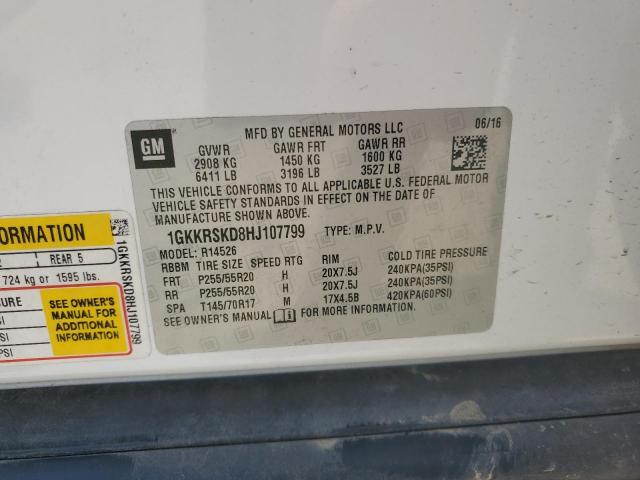 MFD BY GENERAL MOTORS LLC
06/16
GM
GVWR GAWR FRT GAWR RR
2908 KG 1450 KG 1600 KG
6411 LB 3196 LB 3527 LB
THIS VEHICLE CONFORMS TO ALL APPLICABLE U.S. FEDERAL MOTOR
VEHICLE SAFETY STANDARDS IN EFFECT ON THE DATE OF
MANUFACTURE SHOWN ABOVE.
1GKKRSKD8HJ107799 TYPE: M.P.V.
MODEL: R14526
RBBM TIRE SIZE SPEED RTG RIM COLD TIRE PRESSURE
FRT P255/55R20 H 20X7.5J 240KPA(35PSI)
RR P255/55R20 H 20X7.5J 240KPA(35PSI)
SPA T145/70R17 M 17X4.5B 420KPA(60PSI)
SEE OWNER'S MANUAL FOR MORE INFORMATION.
FORMATION
REAR 5
724 kg or 1595 lbs.
SEE OWNER'S
MANUAL FOR
ADDITIONAL
INFORMATION
1GKKRSKD8HJ107799